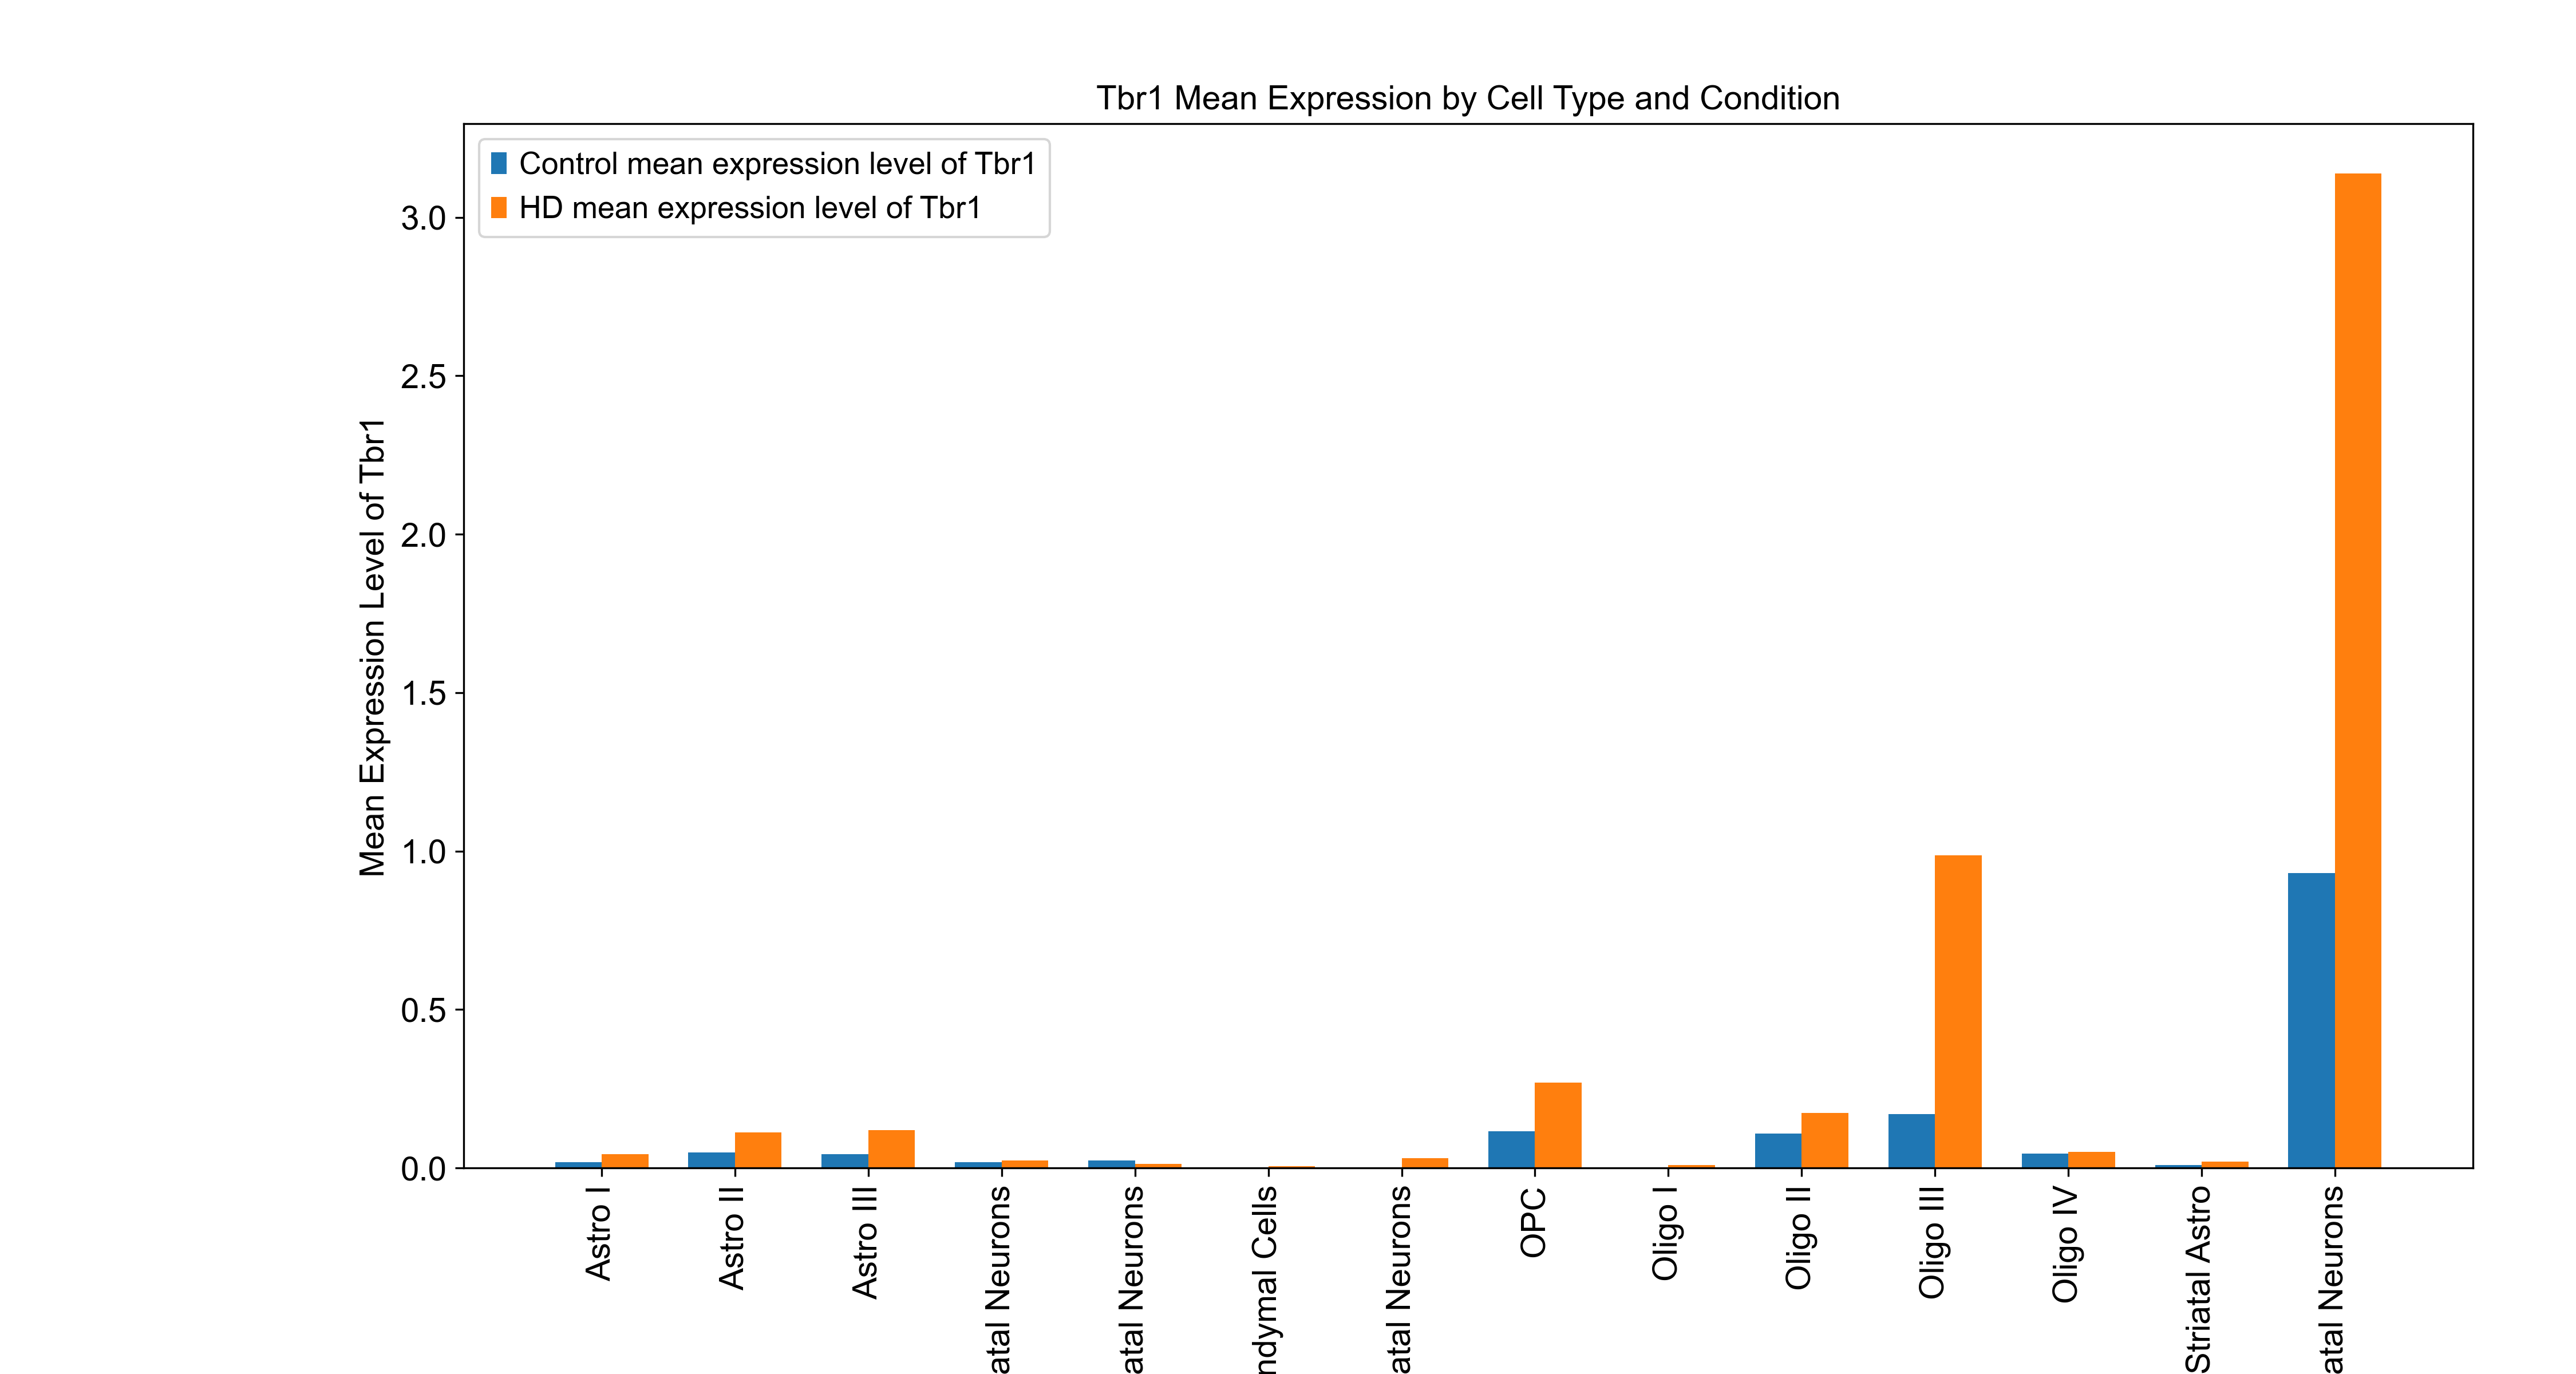 Tbr1 Mean Expression by Cell Type and Condition
Control mean expression level of Tbr1
HD mean expression level of Tbr1
Mean Expression Level of Tbr1
3.0
2.5
2.0
1.5
1.0
0.5
0.0
Astro I
Astro II
Astro III
atal Neurons
atal Neurons
ndymal Cells
atal Neurons
OPC
Oligo I
Oligo II
Oligo III
Oligo IV
Striatal Astro
atal Neurons